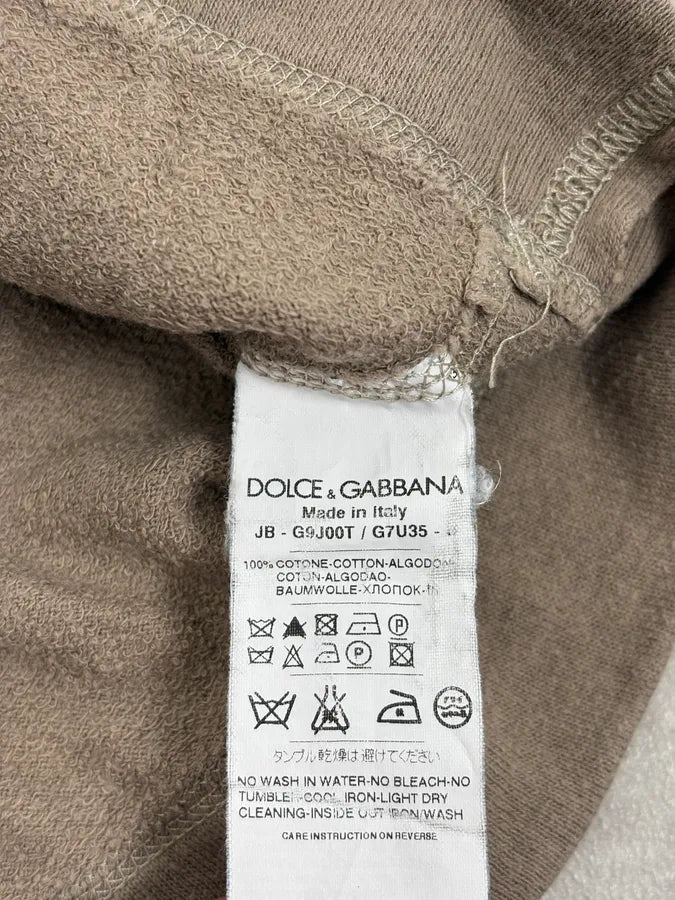 DOLCE & GABBANA
Made in Italy
JB - G9J00T / G7U35 -
100% COTONE-COTTON-ALGODON
COTON-ALGODAO-
BAUMWOLLE-ХЛОПОК-
P
P
タンブル乾燥は避けてください
NO WASH IN WATER-NO BLEACH-NO
TUMBLER-COOL IRON-LIGHT DRY
CLEANING-INSIDE OUT IRON/WASH
CARE INSTRUCTION ON REVERSE